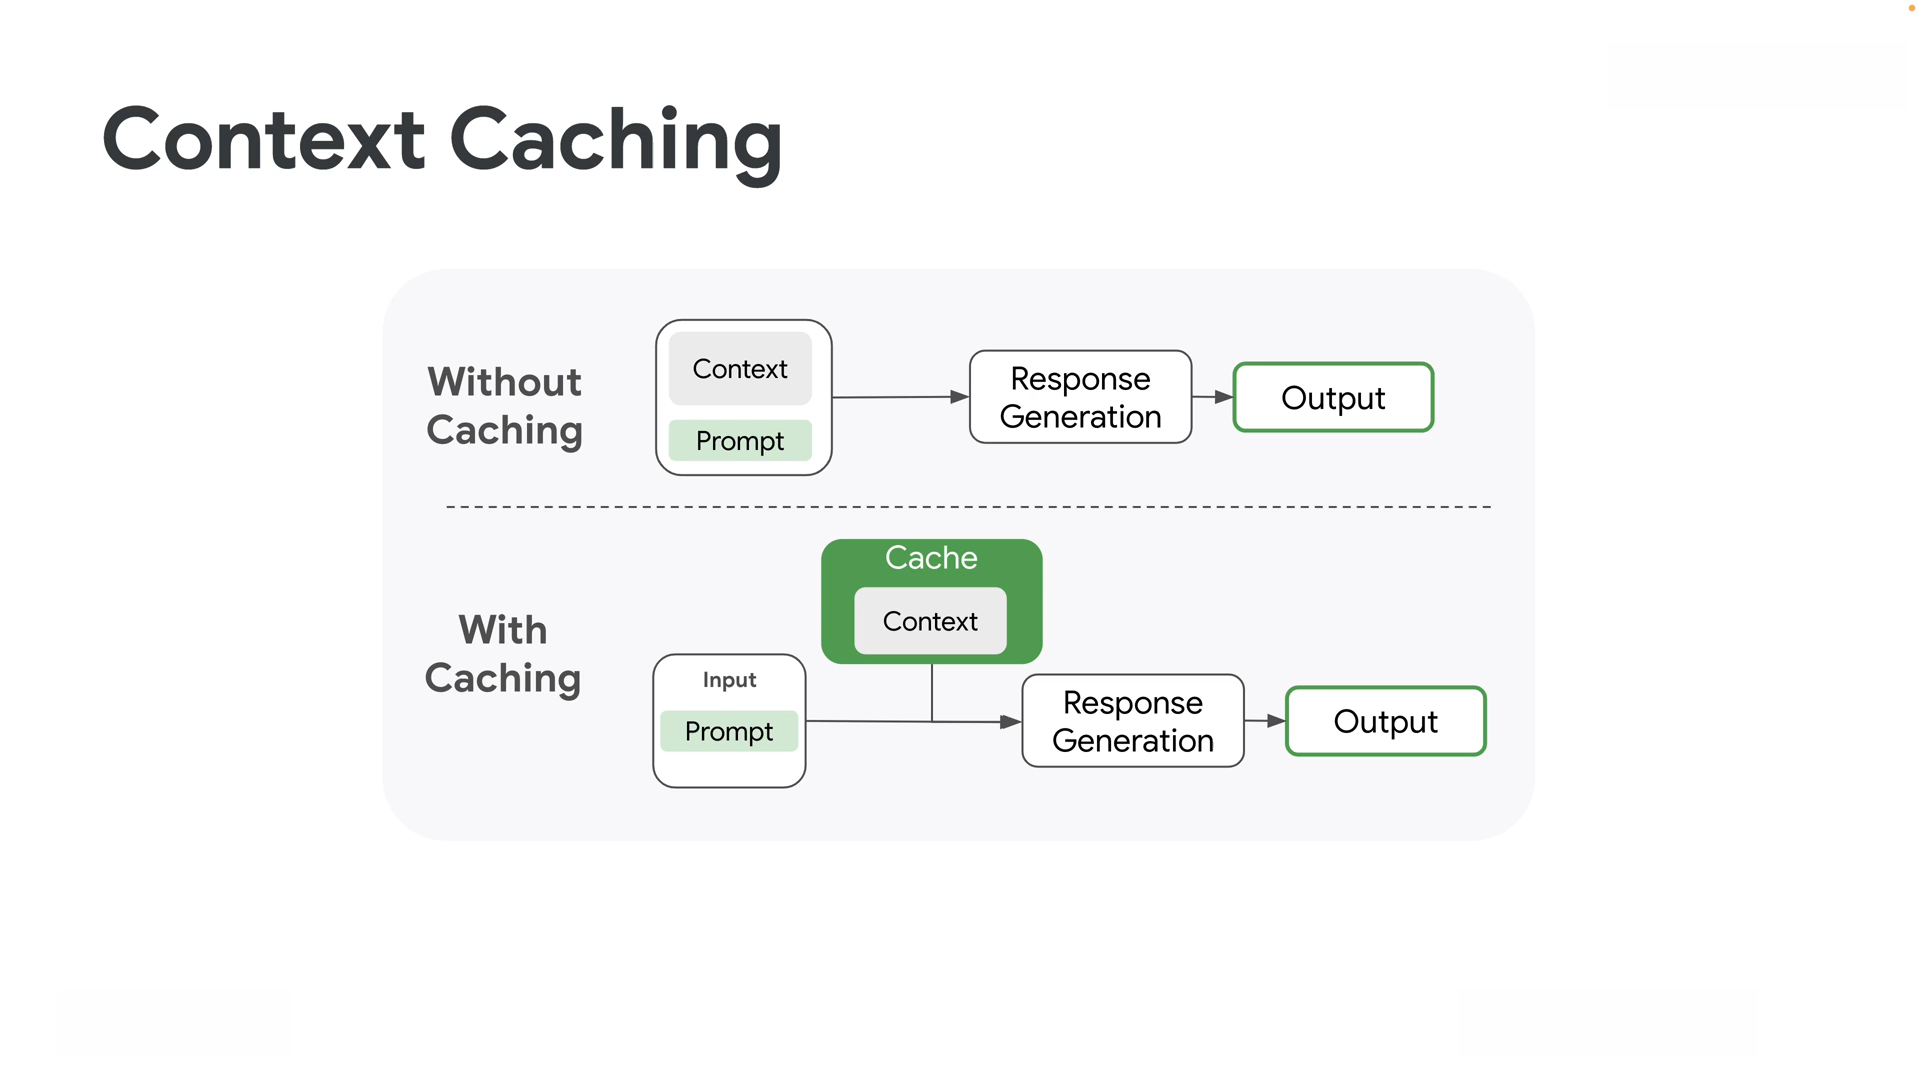 Context Caching
Without
Caching
Context
Prompt
Response
Generation
Output
With
Caching
Cache
Context
Input
Prompt
Response
Generation
Output